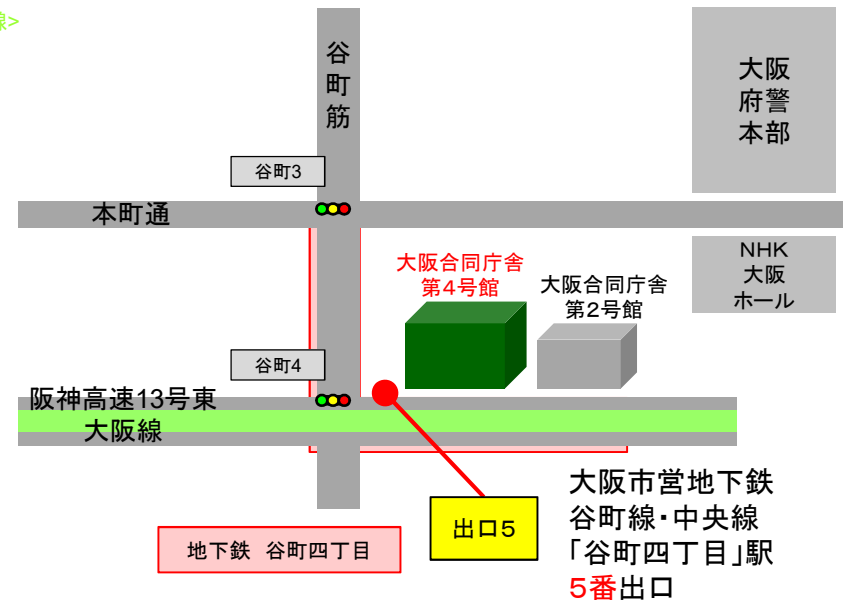 線>
谷
町
筋
大阪
府警
本部
谷町3
本町通
大阪合同庁舎
第4号館
大阪合同庁舎
第2号館
NHK
大阪
ホール
谷町4
阪神高速13号東
大阪線
出口5
地下鉄 谷町四丁目
大阪市営地下鉄
谷町線・中央線
「谷町四丁目」駅
5番出口